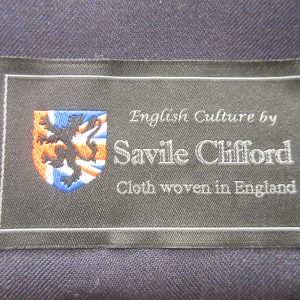 English Culture by
Savile Clifford
Cloth woven in England